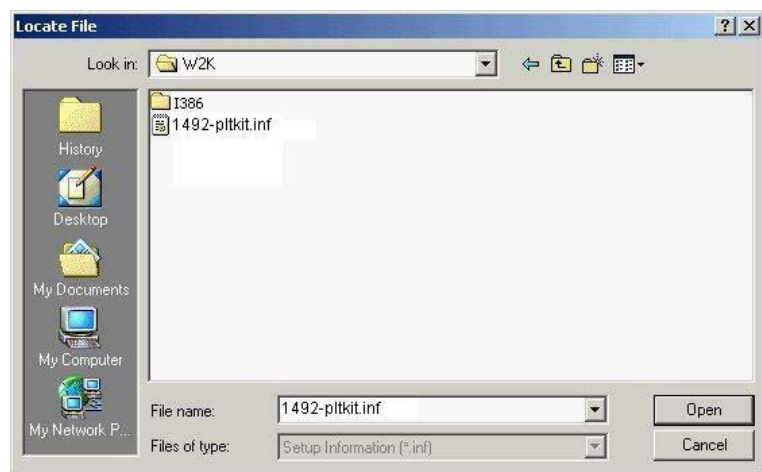 Locate File
Look in:
W2K
I386
1492-pltkit.inf
History
Desktop
My Documents
My Computer
My Network P...
File name:
1492-pltkit.inf
Open
Files of type:
Setup Information (*.inf)
Cancel